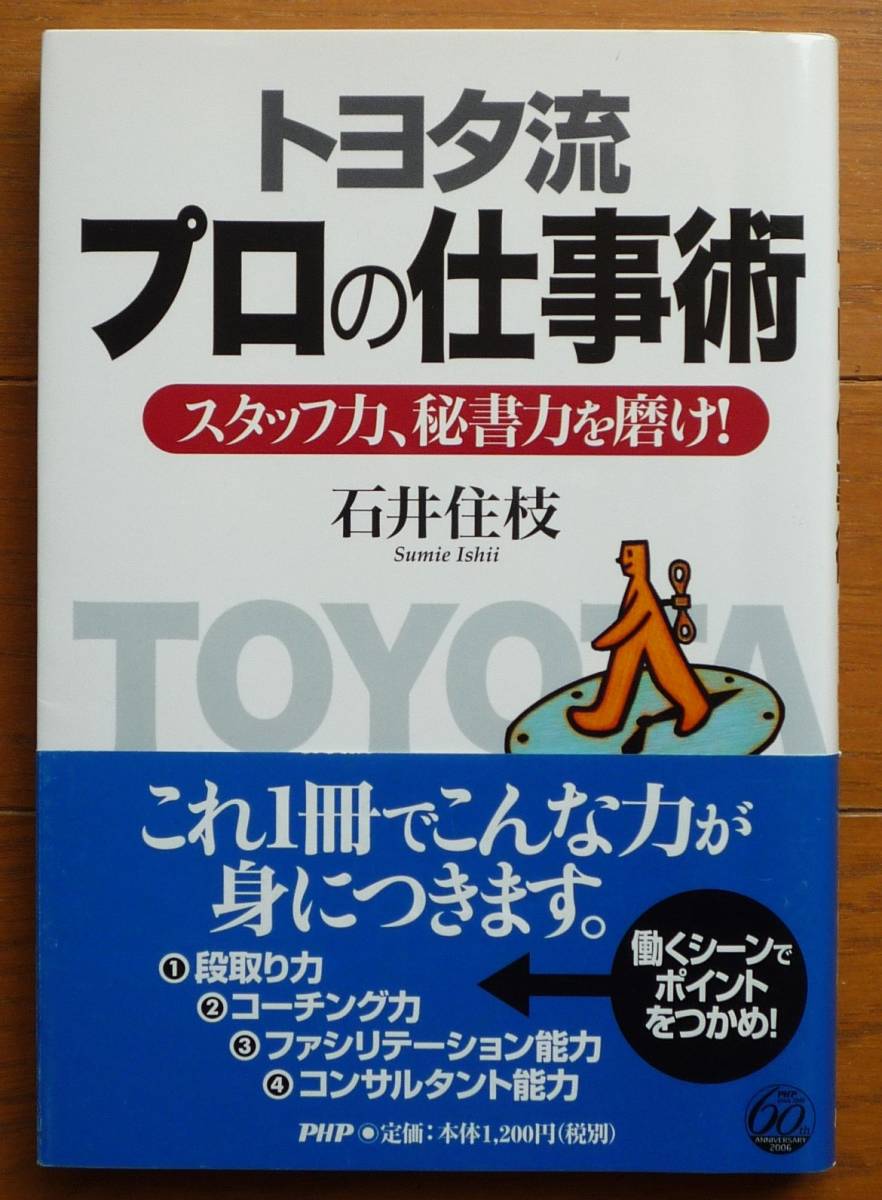 トヨタ流
プロの仕事術
スタッフ力、秘書力を磨け!
石井住枝
Sumie Ishii
TOYOTA
これ1冊でこんな力が
身につきます。
❶段取り力
❷コーチング力
❸ファシリテーション能力
❹コンサルタント能力
働くシーンで
ポイント
をつかめ!
PHP ◉定価:本体1,200円(税別)
PHP
60th
ANNIVERSARY
2006